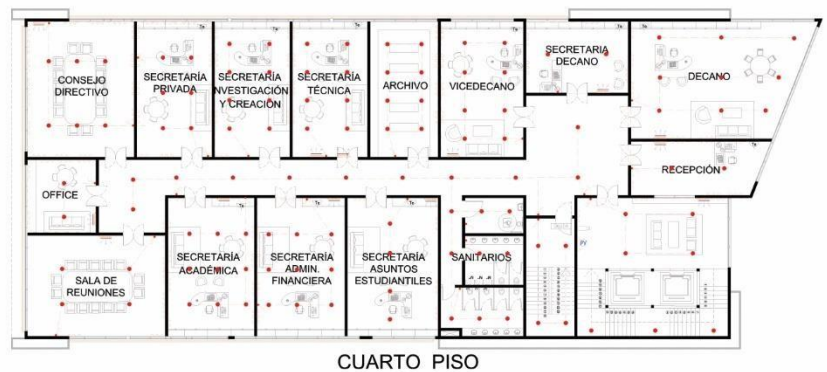 CONSEJO
DIRECTIVO
SECRETARÍA
PRIVADA
SECRETARÍA
INVESTIGACIÓN
Y CREACIÓN
SECRETARÍA
TÉCNICA
ARCHIVO
VICEDECANO
SECRETARIA
DECANO
DECANO
RECEPCIÓN
OFFICE
SALA DE
REUNIONES
SECRETARÍA
ACADÉMICA
SECRETARÍA
ADMIN.
FINANCIERA
SECRETARÍA
ASUNTOS
ESTUDIANTILES
SANITARIOS
CUARTO PISO